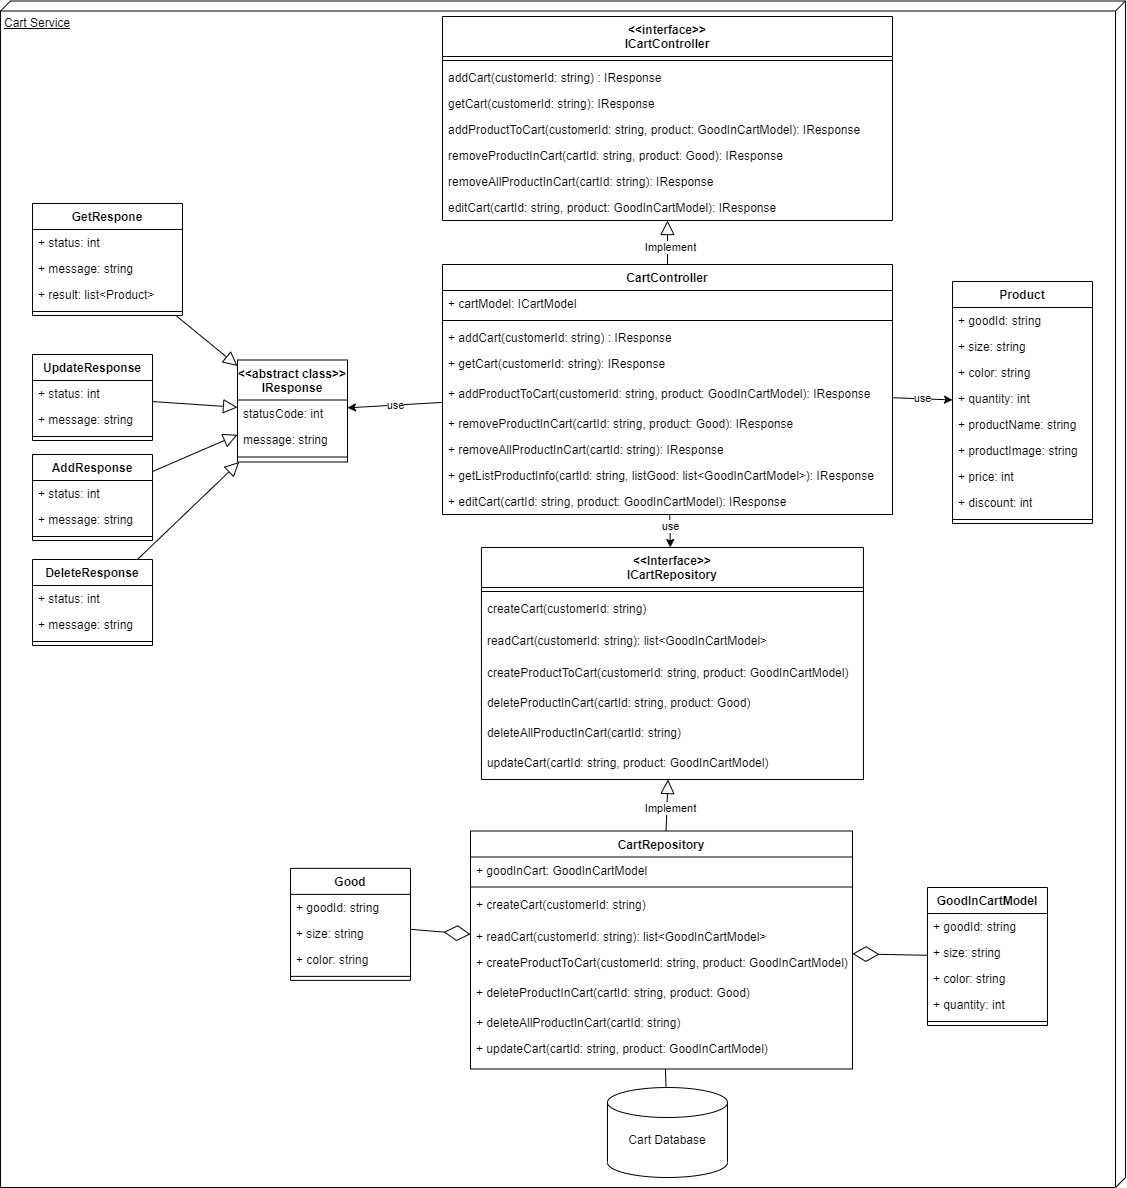 Cart Service
<<interface>>
ICartController
addCart(customerId: string) : IResponse
getCart(customerId: string): IResponse
addProductToCart(customerId: string, product: GoodInCartModel): IResponse
removeProductInCart(cartId: string, product: Good): IResponse
removeAllProductInCart(cartId: string): IResponse
editCart(cartId: string, product: GoodInCartModel): IResponse
Implement
GetRespone
+ status: int
+ message: string
+ result: list<Product>
UpdateResponse
+ status: int
+ message: string
AddResponse
+ status: int
+ message: string
DeleteResponse
+ status: int
+ message: string
<<abstract class>>
IResponse
statusCode: int
message: string
use
CartController
+ cartModel: ICartModel
+ addCart(customerId: string) : IResponse
+ getCart(customerId: string): IResponse
+ addProductToCart(customerId: string, product: GoodInCartModel): IResponse
+ removeProductInCart(cartId: string, product: Good): IResponse
+ removeAllProductInCart(cartId: string): IResponse
+ getListProductInfo(cartId: string, listGood: list<GoodInCartModel>): IResponse
+ editCart(cartId: string, product: GoodInCartModel): IResponse
use
Product
+ goodId: string
+ size: string
+ color: string
+ quantity: int
+ productName: string
+ productImage: string
+ price: int
+ discount: int
use
<<Interface>>
ICartRepository
createCart(customerId: string)
readCart(customerId: string): list<GoodInCartModel>
createProductToCart(customerId: string, product: GoodInCartModel)
deleteProductInCart(cartId: string, product: Good)
deleteAllProductInCart(cartId: string)
updateCart(cartId: string, product: GoodInCartModel)
Implement
Good
+ goodId: string
+ size: string
+ color: string
CartRepository
+ goodInCart: GoodInCartModel
+ createCart(customerId: string)
+ readCart(customerId: string): list<GoodInCartModel>
+ createProductToCart(customerId: string, product: GoodInCartModel)
+ deleteProductInCart(cartId: string, product: Good)
+ deleteAllProductInCart(cartId: string)
+ updateCart(cartId: string, product: GoodInCartModel)
GoodInCartModel
+ goodId: string
+ size: string
+ color: string
+ quantity: int
Cart Database